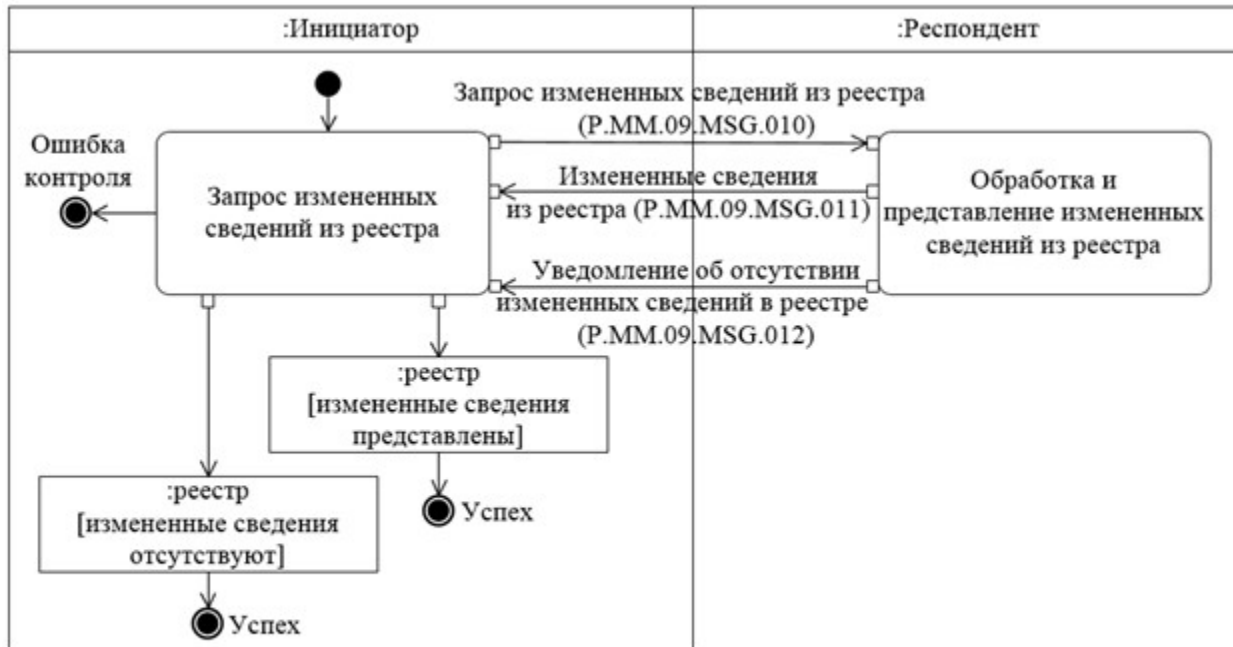 :Инициатор
:Респондент
Запрос измененных сведений из реестра
(P.MM.09.MSG.010)
Ошибка
контроля
Запрос измененных
сведений из реестра
Измененные сведения
из реестра (P.MM.09.MSG.011)
Обработка и
представление измененных
сведений из реестра
Уведомление об отсутствии
измененных сведений в реестре
(P.MM.09.MSG.012)
:реестр
[измененные сведения
представлены]
Успех
:реестр
[измененные сведения
отсутствуют]
Успех